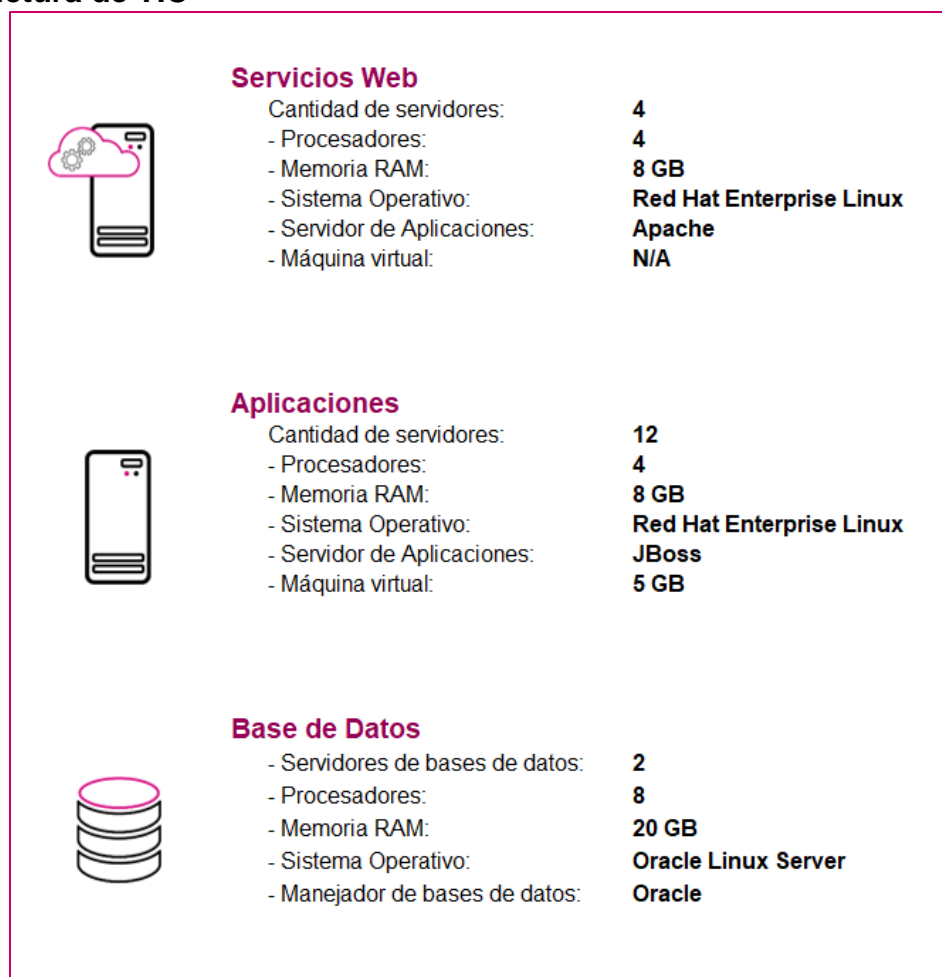 Servicios Web
Cantidad de servidores: 4
- Procesadores: 4
- Memoria RAM: 8 GB
- Sistema Operativo: Red Hat Enterprise Linux
- Servidor de Aplicaciones: Apache
- Máquina virtual: N/A
Aplicaciones
Cantidad de servidores: 12
- Procesadores: 4
- Memoria RAM: 8 GB
- Sistema Operativo: Red Hat Enterprise Linux
- Servidor de Aplicaciones: JBoss
- Máquina virtual: 5 GB
Base de Datos
- Servidores de bases de datos: 2
- Procesadores: 8
- Memoria RAM: 20 GB
- Sistema Operativo: Oracle Linux Server
- Manejador de bases de datos: Oracle